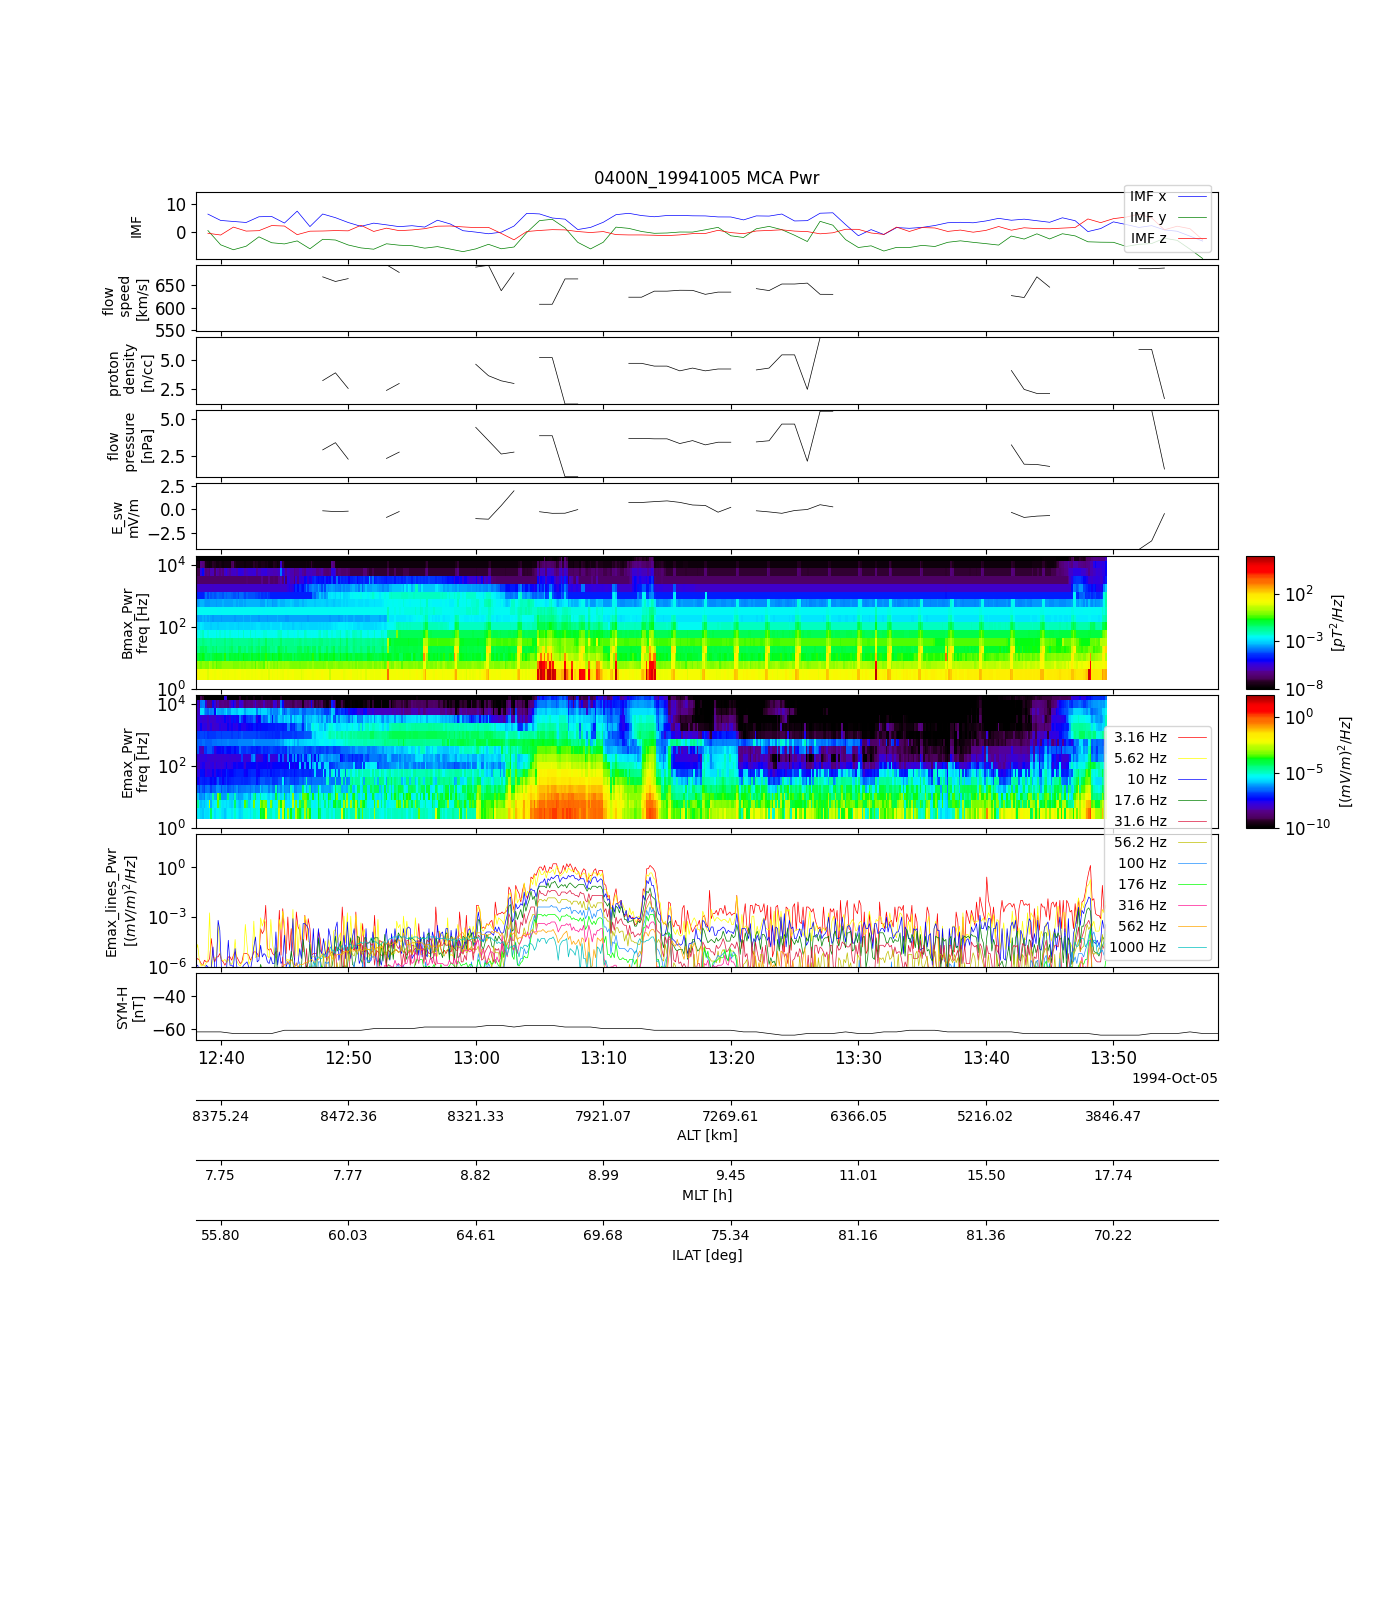 0400N_19941005 MCA Pwr
10
0
IMF
IMF x
IMF y
IMF z
650
600
550
flow
speed
[km/s]
5.0
2.5
proton
density
[n/cc]
5.0
2.5
flow
pressure
[nPa]
2.5
0.0
−2.5
E_sw
mV/m
10^4
10^2
10^0
Bmax_Pwr
freq [Hz]
10^2
10^−3
10^−8
[pT^2/Hz]
10^4
10^2
10^0
Emax_Pwr
freq [Hz]
10^0
10^−5
10^−10
[(mV/m)^2/Hz]
3.16 Hz
5.62 Hz
10 Hz
17.6 Hz
31.6 Hz
56.2 Hz
100 Hz
176 Hz
316 Hz
562 Hz
1000 Hz
10^0
10^−3
10^−6
Emax_lines_Pwr
[(mV/m)^2/Hz]
−40
−60
SYM-H
[nT]
12:40 12:50 13:00 13:10 13:20 13:30 13:40 13:50
1994-Oct-05
8375.24 8472.36 8321.33 7921.07 7269.61 6366.05 5216.02 3846.47
ALT [km]
7.75 7.77 8.82 8.99 9.45 11.01 15.50 17.74
MLT [h]
55.80 60.03 64.61 69.68 75.34 81.16 81.36 70.22
ILAT [deg]